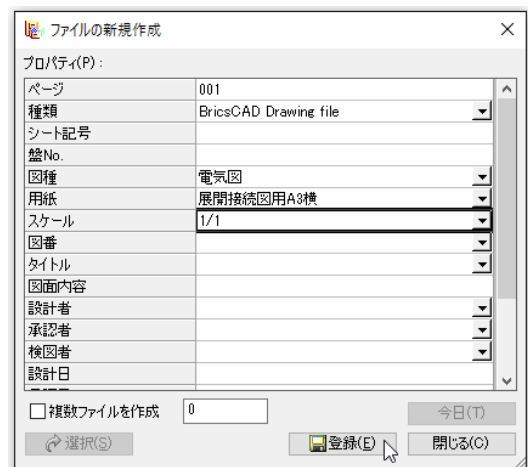 ファイルの新規作成
プロパティ(P):
ページ 001
種類 BricsCAD Drawing file
シート記号
盤No.
図種 電気図
用紙 展開接続図用A3横
スケール 1/1
図番
タイトル
図面内容
設計者
承認者
検図者
設計日
複数ファイルを作成 0 今日(T)
選択(S) 登録(E) 閉じる(C)